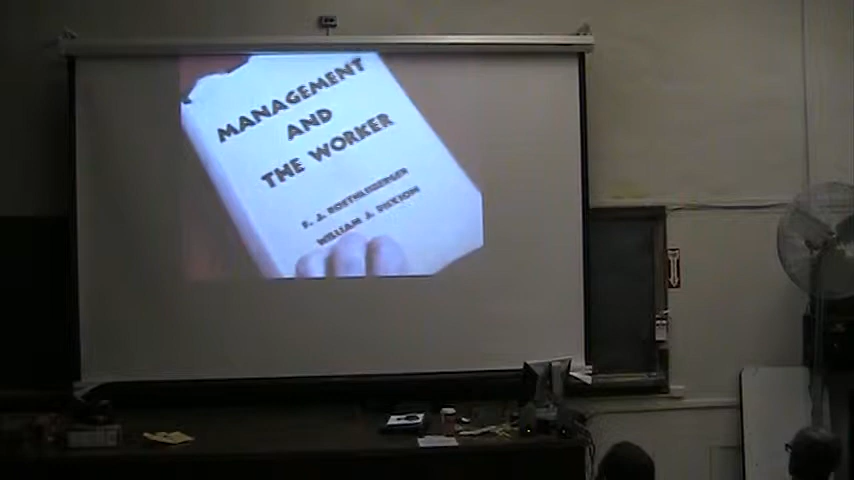 MANAGEMENT
AND
THE WORKER
F. J. ROETHLISBERGER
WILLIAM J. DICKSON